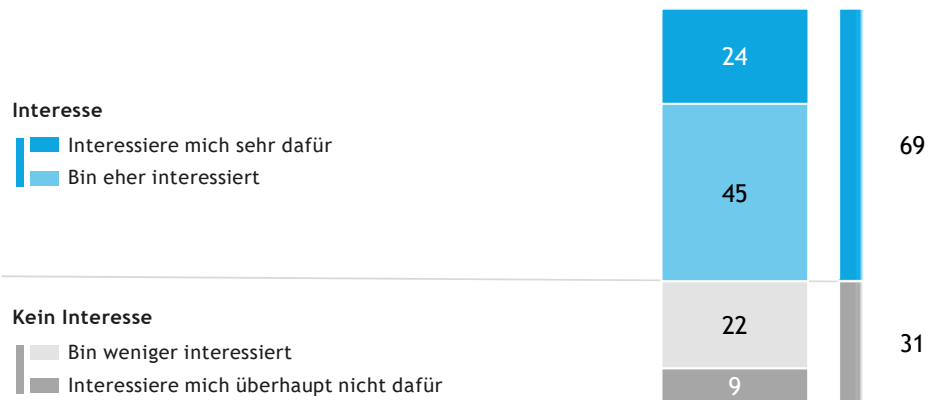 24
Interesse
Interessiere mich sehr dafür
69
Bin eher interessiert
45
Kein Interesse
22
31
Bin weniger interessiert
Interessiere mich überhaupt nicht dafür
9